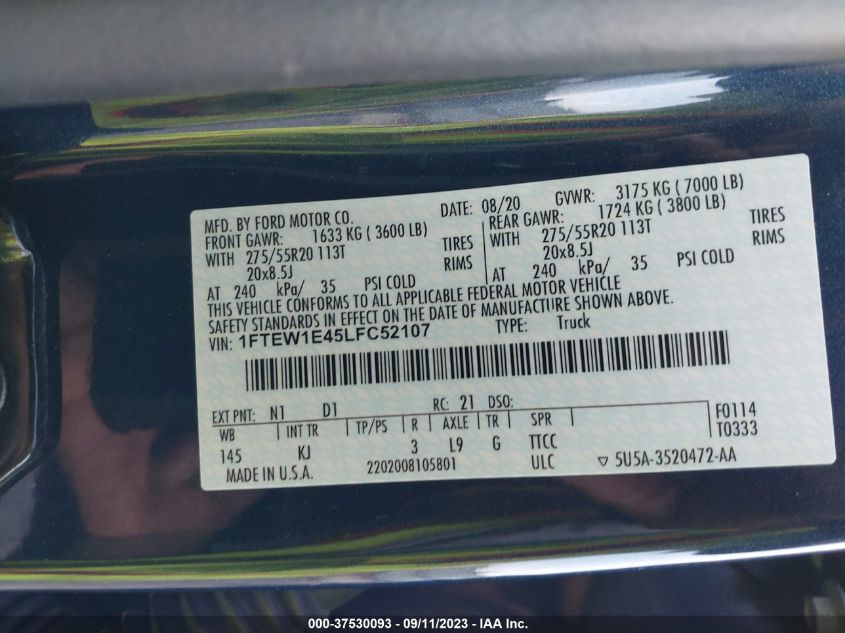 MFD. BY FORD MOTOR CO. DATE: 08/20 GVWR: 3175 KG ( 7000 LB)
FRONT GAWR: 1633 KG ( 3600 LB) REAR GAWR: 1724 KG ( 3800 LB)
WITH 275/55R20 113T TIRES WITH 275/55R20 113T TIRES
20x8.5J RIMS 20x8.5J RIMS
AT 240 kPa/ 35 PSI COLD AT 240 kPa/ 35 PSI COLD
THIS VEHICLE CONFORMS TO ALL APPLICABLE FEDERAL MOTOR VEHICLE
SAFETY STANDARDS IN EFFECT ON THE DATE OF MANUFACTURE SHOWN ABOVE.
VIN: 1FTEW1E45LFC52107 TYPE: Truck
EXT PNT: N1 D1 RC: 21 DSO:
WB INT TR TP/PS R AXLE TR SPR F0114
145 KJ 3 L9 G TTCC T0333
MADE IN U.S.A. 2202008105801 ULC ▽ 5U5A-3520472-AA
000-37530093 - 09/11/2023 - IAA Inc.